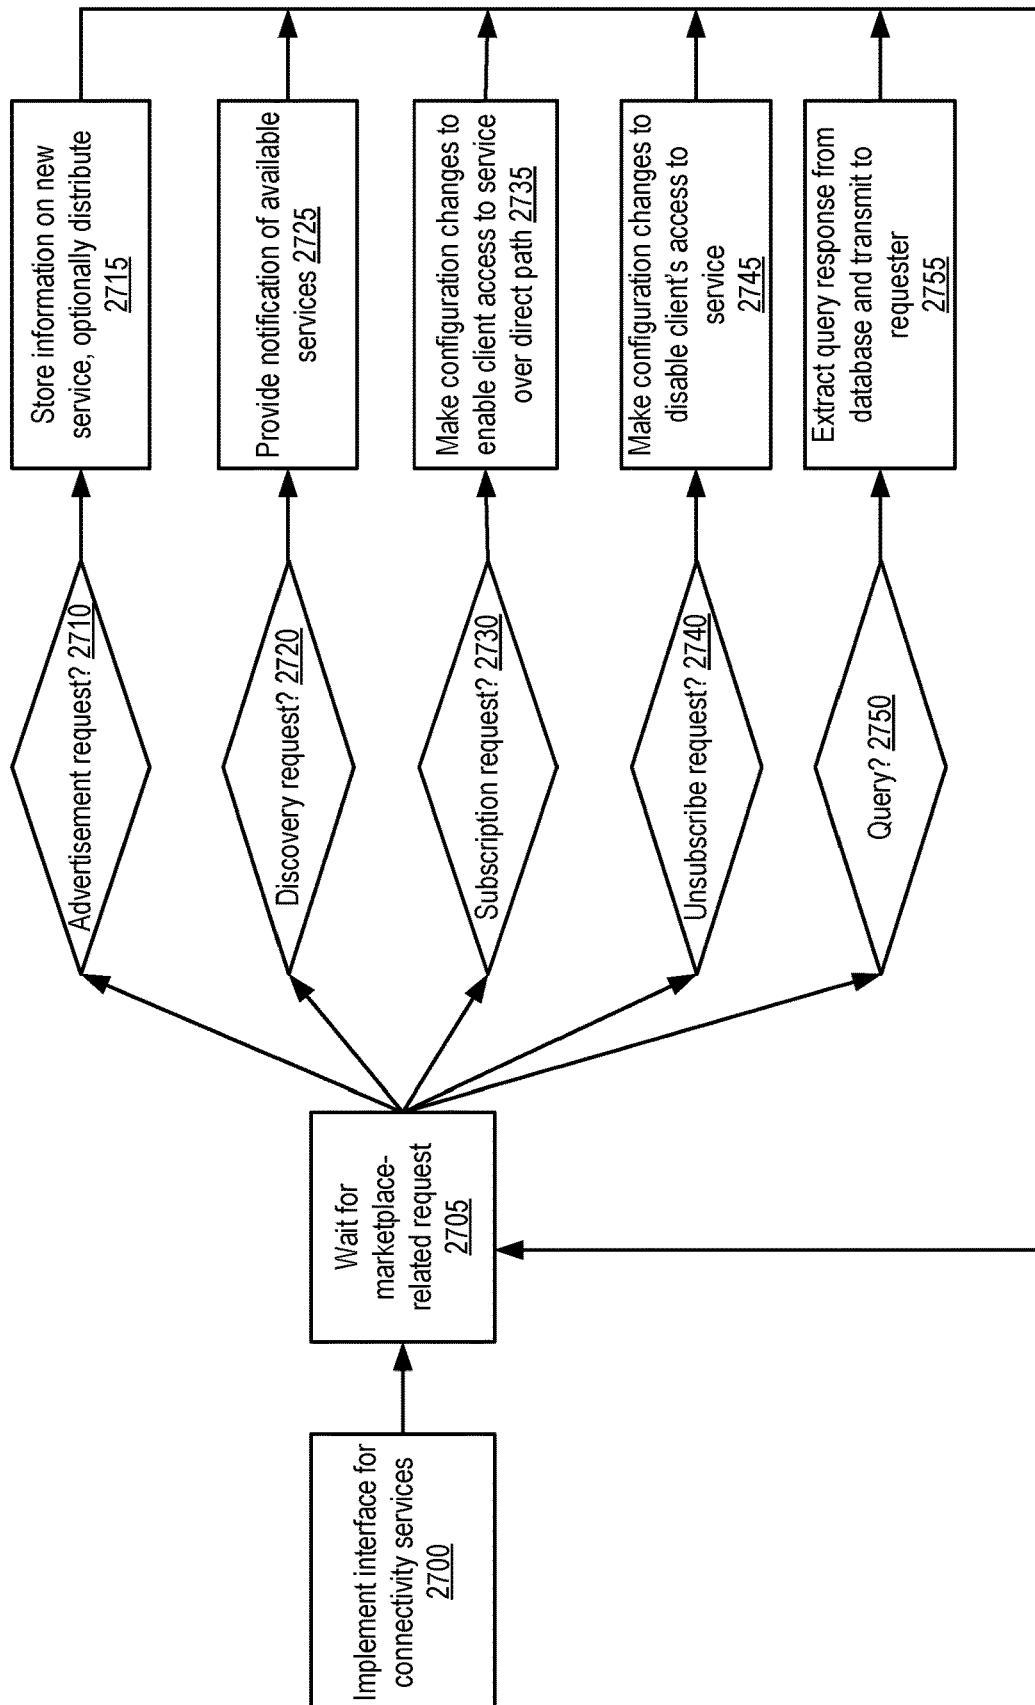 Implement interface for
connectivity services
2700
Wait for
marketplace-
related request
2705
Advertisement request? 2710
Store information on new
service, optionally distribute
2715
Discovery request? 2720
Provide notification of available
services 2725
Subscription request? 2730
Make configuration changes to
enable client access to service
over direct path 2735
Unsubscribe request? 2740
Make configuration changes to
disable client's access to
service
2745
Query? 2750
Extract query response from
database and transmit to
requester
2755